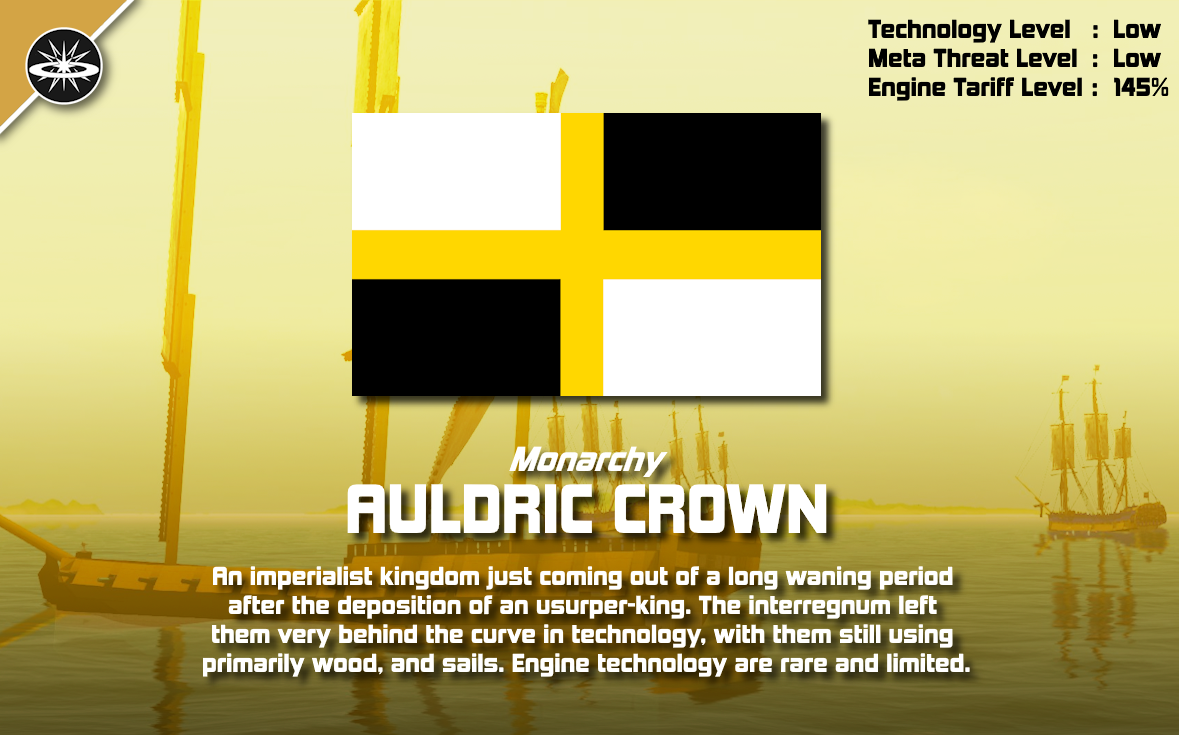 Technology Level : Low
Meta Threat Level : Low
Engine Tariff Level : 145%
Monarchy
AULDRIC CROWN
An imperialist kingdom just coming out of a long waning period
after the deposition of an usurper-king. The interregnum left
them very behind the curve in technology, with them still using
primarily wood, and sails. Engine technology are rare and limited.